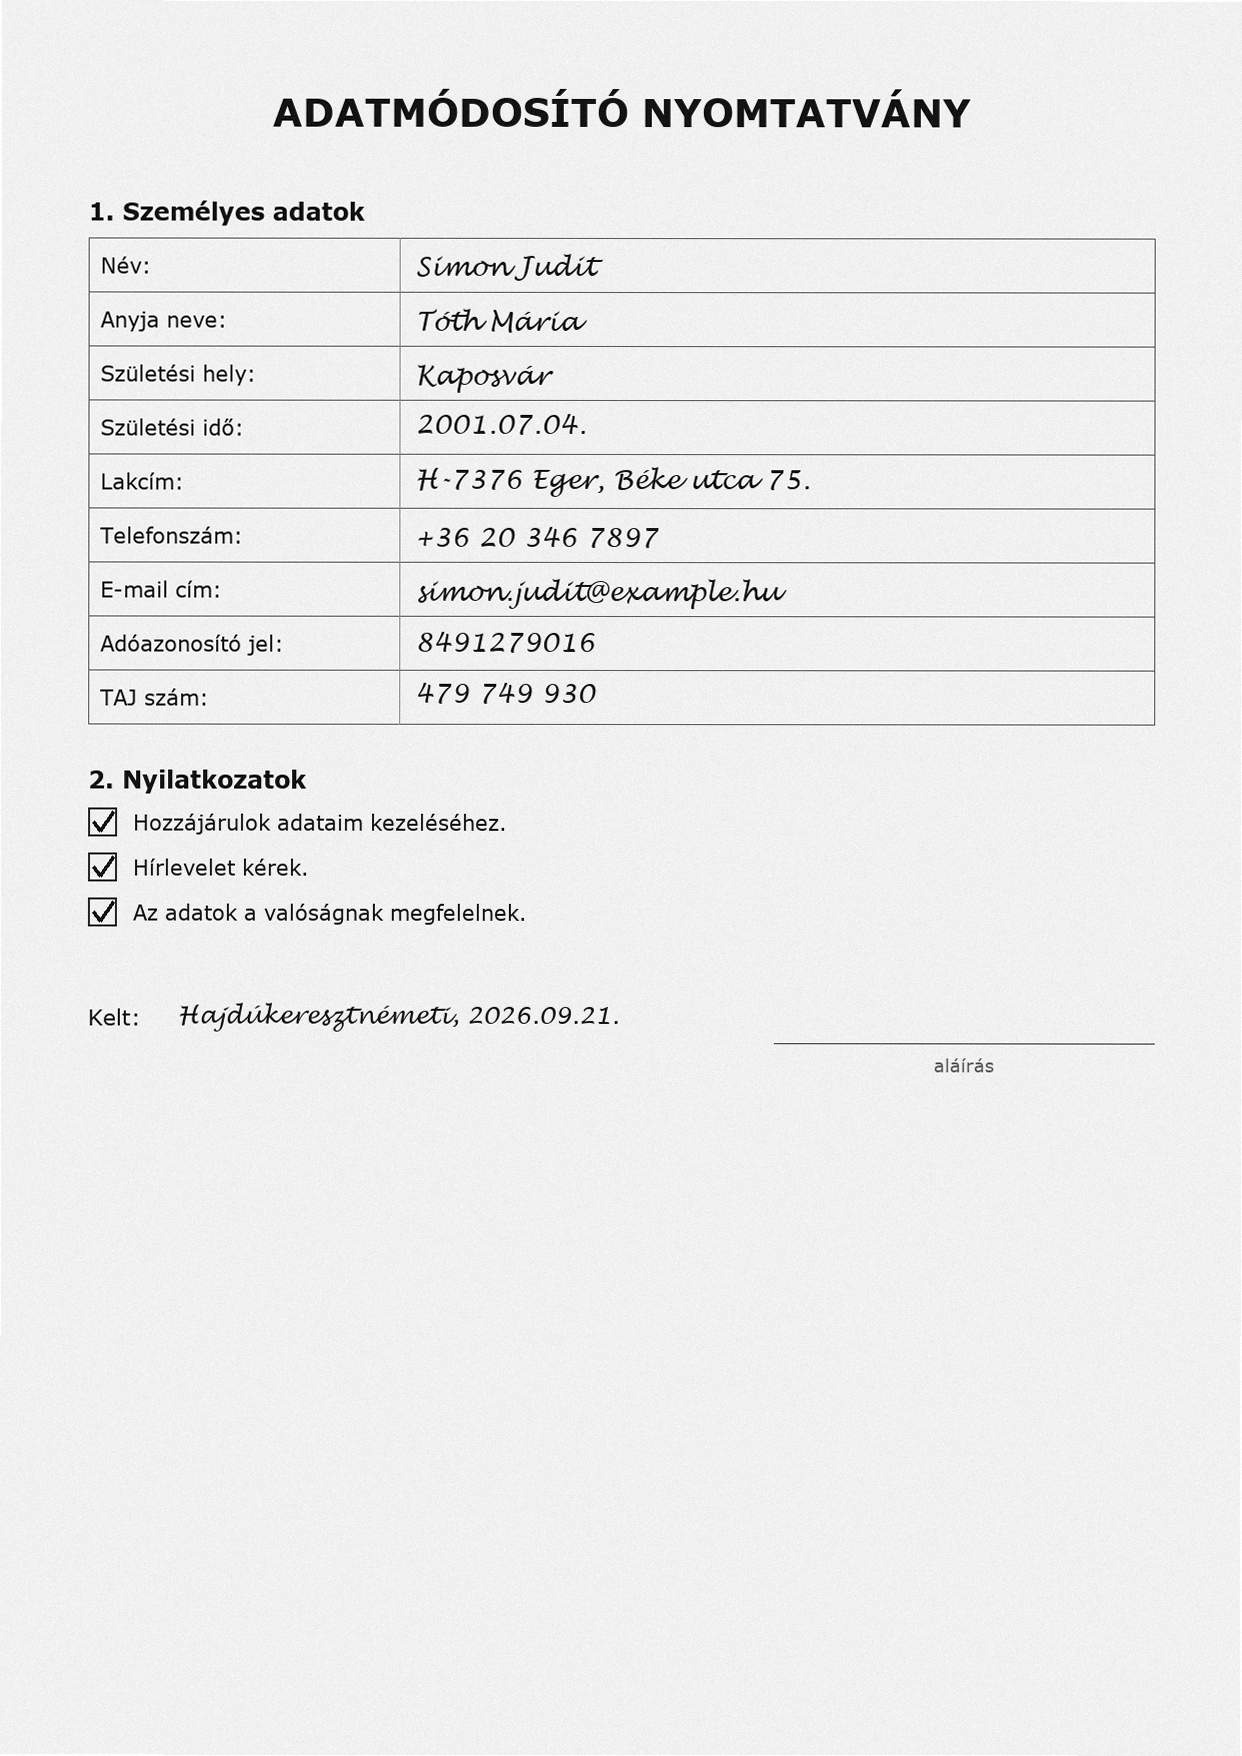 ADATMÓDOSÍTÓ NYOMTATVÁNY
1. Személyes adatok
Név: Simon Judit
Anyja neve: Tóth Mária
Születési hely: Kaposvár
Születési idő: 2001.07.04.
Lakcím: H-7376 Eger, Béke utca 75.
Telefonszám: +36 20 346 7897
E-mail cím: simon.judit@example.hu
Adóazonosító jel: 8491279016
TAJ szám: 479 749 930
2. Nyilatkozatok
Hozzájárulok adataim kezeléséhez.
Hírlevelet kérek.
Az adatok a valóságnak megfelelnek.
Kelt: Hajdúkeresztnémeti, 2026.09.21.
aláírás